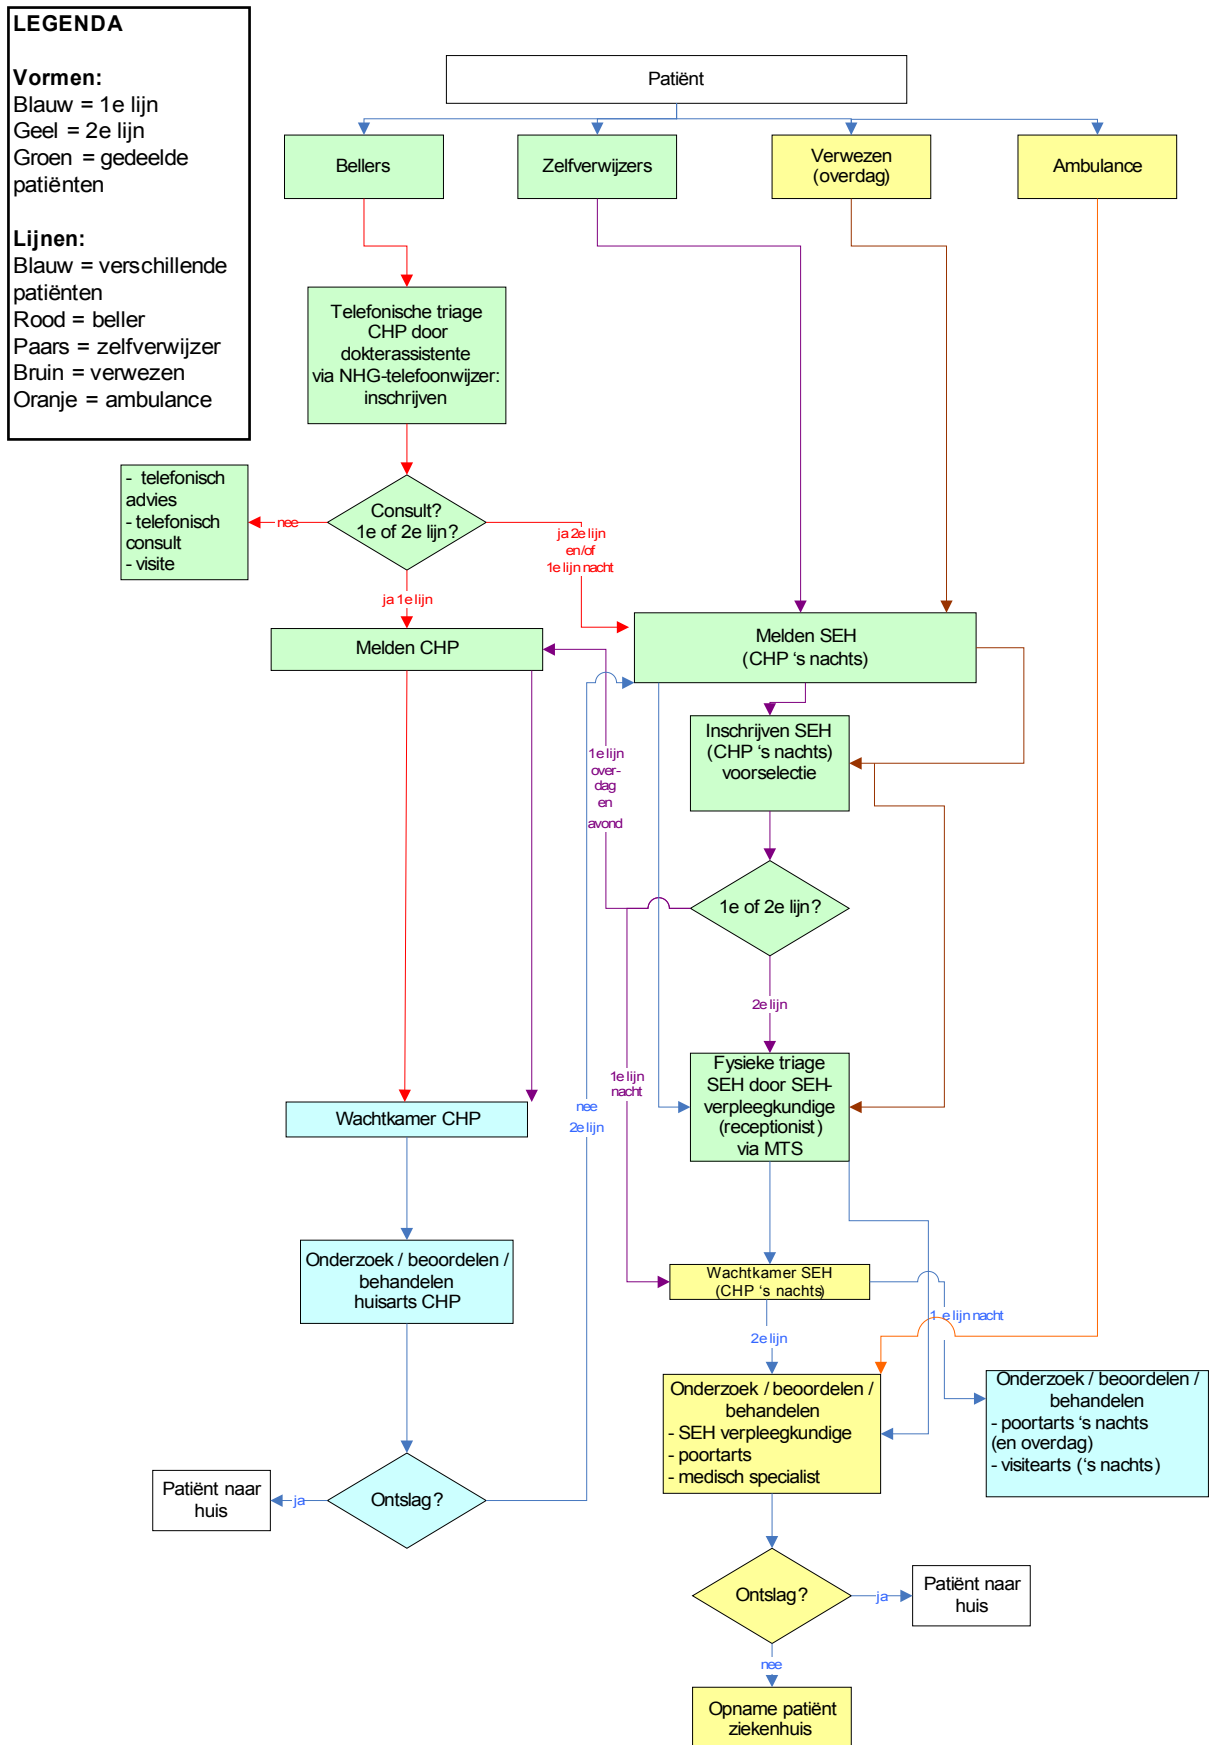 LEGENDA
Vormen:
Blauw = 1e lijn
Geel = 2e lijn
Groen = gedeelde
patiënten
Lijnen:
Blauw = verschillende
patiënten
Rood = beller
Paars = zelfverwijzer
Bruin = verwezen
Oranje = ambulance
Patiënt
Bellers
Zelfverwijzers
Verwezen
(overdag)
Ambulance
Telefonische triage
CHP door
dokterassistente
via NHG-telefoonwijzer:
inschrijven
- telefonisch
advies
- telefonisch
consult
- visite
nee
Consult?
1e of 2e lijn?
ja 2e lijn
en/of
1e lijn nacht
ja 1e lijn
Melden CHP
Melden SEH
(CHP ‘s nachts)
Inschrijven SEH
(CHP ‘s nachts)
voorselectie
1e lijn
over-
dag
en
avond
1e of 2e lijn?
2e lijn
1e lijn
nacht
Fysieke triage
SEH door SEH-
verpleegkundige
(receptionist)
via MTS
Wachtkamer CHP
nee
2e lijn
Onderzoek / beoordelen /
behandelen
huisarts CHP
Wachtkamer SEH
(CHP ‘s nachts)
1 e lijn nacht
2e lijn
Onderzoek / beoordelen /
behandelen
- SEH verpleegkundige
- poortarts
- medisch specialist
Onderzoek / beoordelen /
behandelen
- poortarts ‘s nachts
(en overdag)
- visitearts (‘s nachts)
Patiënt naar
huis
ja
Ontslag?
Ontslag?
ja
Patiënt naar
huis
nee
Opname patiënt
ziekenhuis